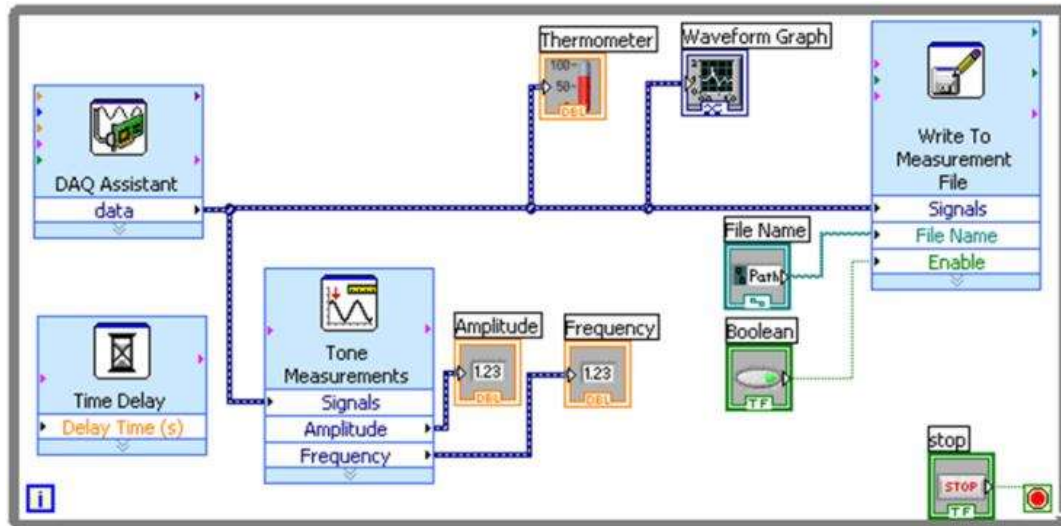 Thermometer
100-
50-
DBL
Waveform Graph
Write To
Measurement
File
Signals
File Name
Enable
DAQ Assistant
data
File Name
Path
Boolean
TF
Time Delay
Delay Time (s)
Tone
Measurements
Signals
Amplitude
Frequency
Amplitude
1.23
DBL
Frequency
1.23
DBL
stop
STOP
TF
i